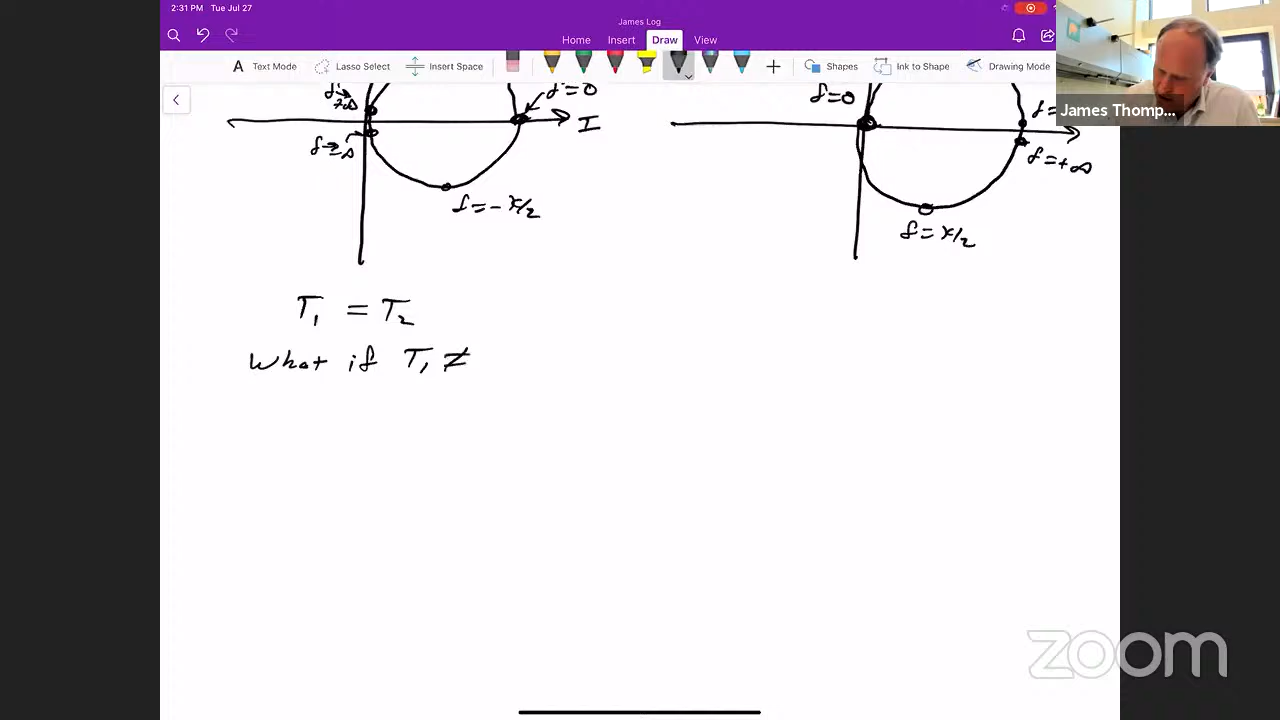 2:31 PM Tue Jul 27
James Log
Home Insert Draw View
Text Mode Lasso Select Insert Space Shapes Ink to Shape Drawing Mode
James Thomp...
δ=0
δ=0
I
δ=+∞
δ=-γ/2
δ=γ/2
T₁ = T₂
What if T₁ ≠
zoom